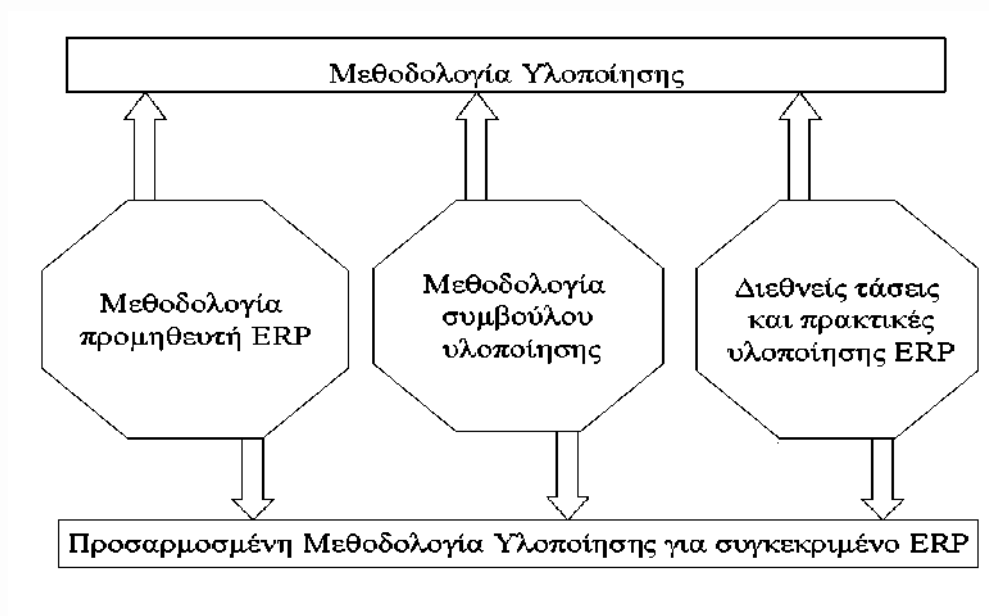 Μεθοδολογία Υλοποίησης
Μεθοδολογία
προμηθευτή ERP
Μεθοδολογία
συμβούλου
υλοποίησης
Διεθνείς τάσεις
και πρακτικές
υλοποίησης ERP
Προσαρμοσμένη Μεθοδολογία Υλοποίησης για συγκεκριμένο ERP